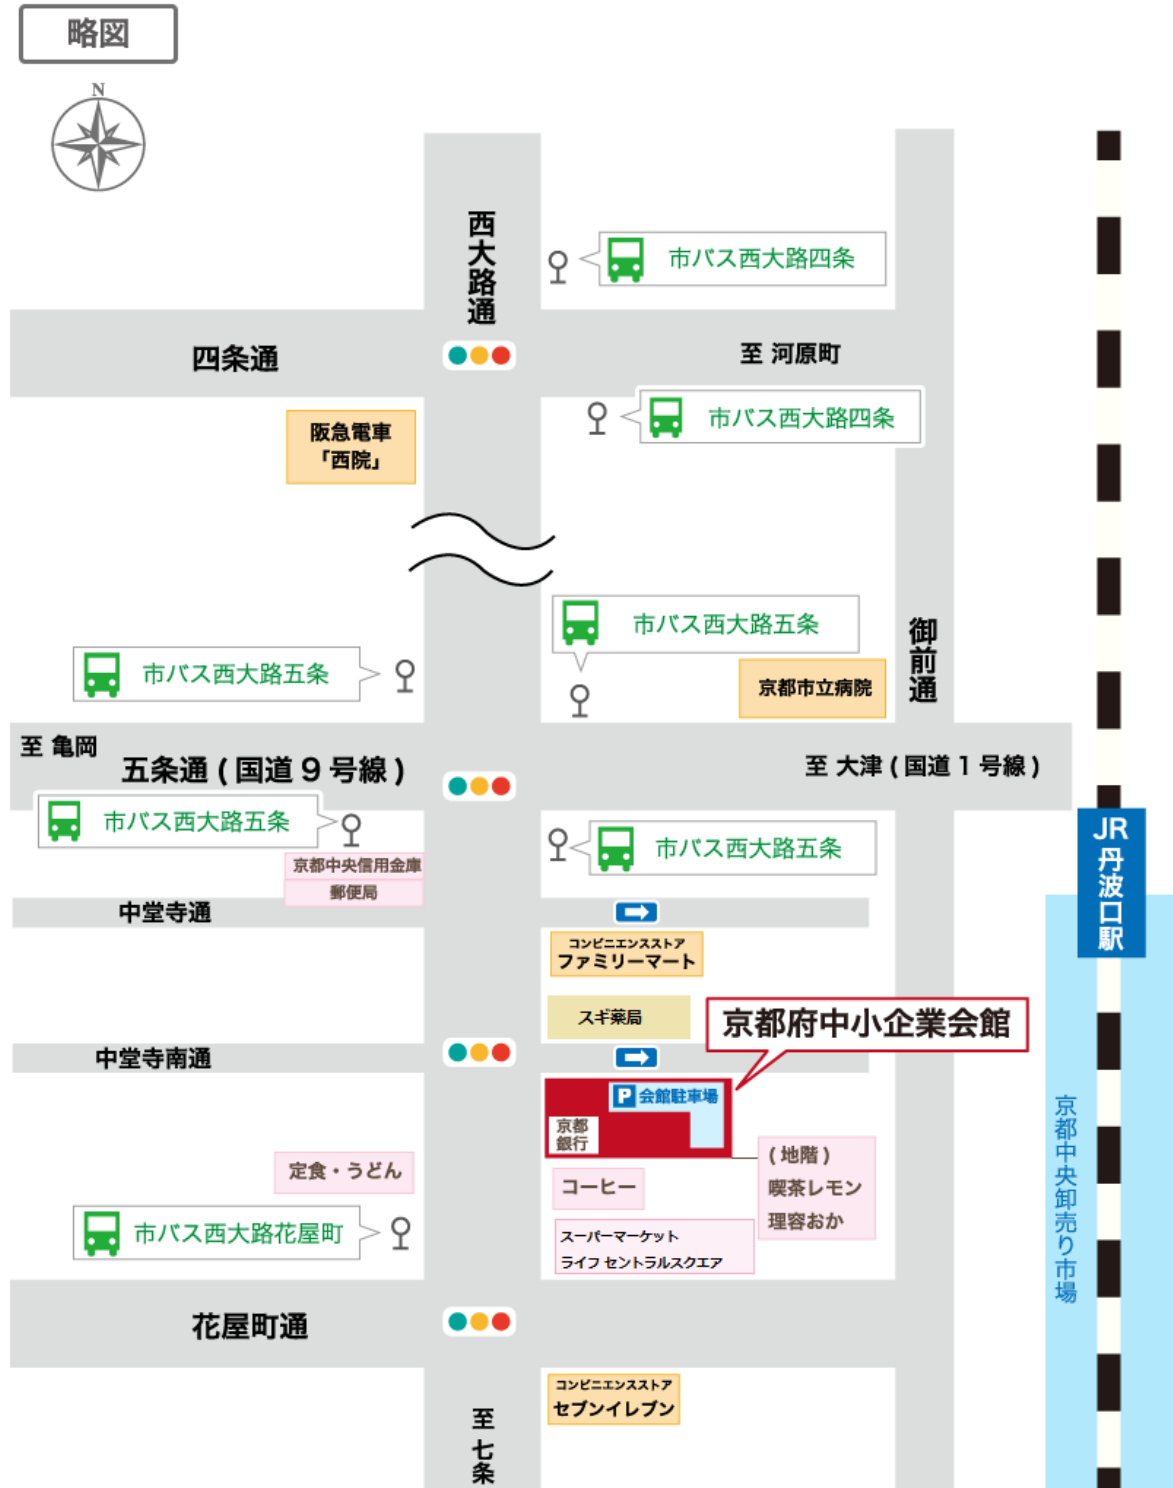 略図
N
西大路通
市バス西大路四条
四条通
至 河原町
市バス西大路四条
阪急電車
「西院」
市バス西大路五条
御前通
市バス西大路五条
京都市立病院
至 亀岡
五条通(国道9号線)
至 大津(国道1号線)
市バス西大路五条
市バス西大路五条
JR丹波口駅
京都中央信用金庫
郵便局
中堂寺通
コンビニエンスストア
ファミリーマート
スギ薬局
京都府中小企業会館
中堂寺南通
P 会館駐車場
京都
銀行
京都中央卸売り市場
(地階)
喫茶レモン
理容おか
定食・うどん
コーヒー
市バス西大路花屋町
スーパーマーケット
ライフ セントラルスクエア
花屋町通
コンビニエンスストア
セブンイレブン
至 七条